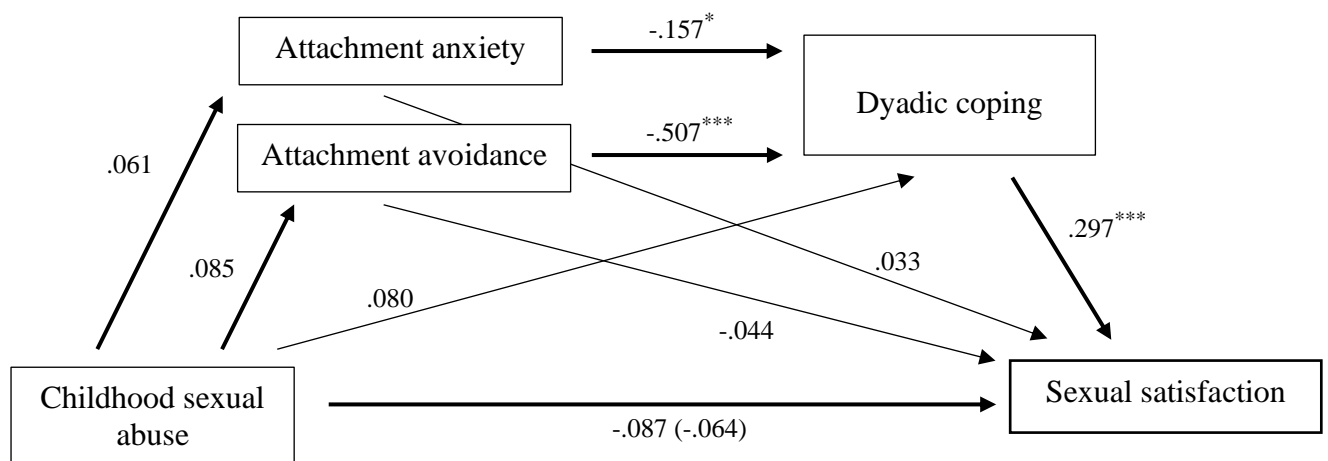 Attachment anxiety
-.157*
Dyadic coping
Attachment avoidance
-.507***
.061
.085
.080
.033
.297***
-.044
Childhood sexual
abuse
-.087 (-.064)
Sexual satisfaction